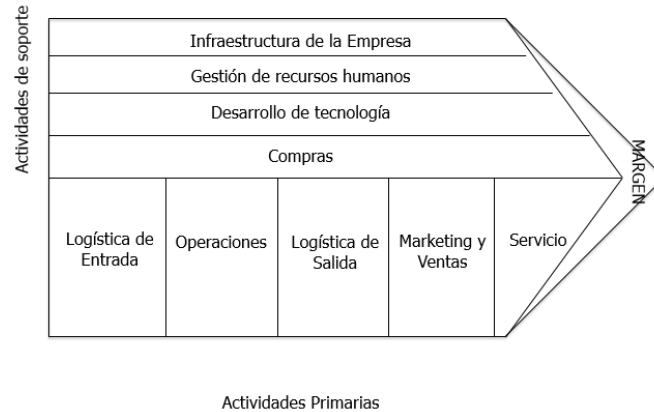 Actividades de soporte
Infraestructura de la Empresa
Gestión de recursos humanos
Desarrollo de tecnología
Compras
MARGEN
Logística de
Entrada
Operaciones
Logística de
Salida
Marketing y
Ventas
Servicio
Actividades Primarias